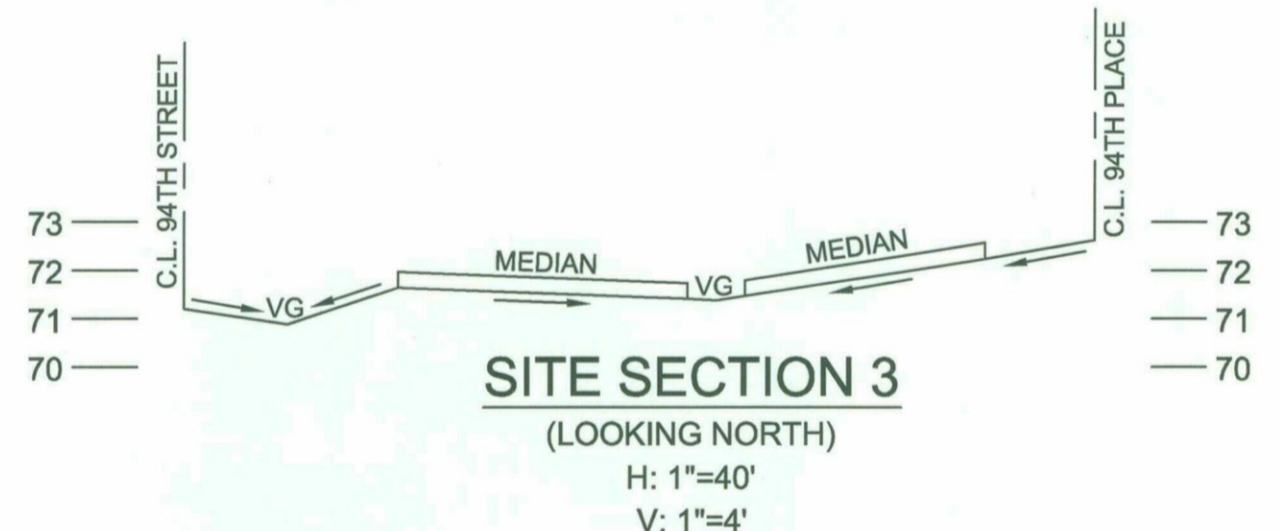 C.L. 94TH STREET
C.L. 94TH PLACE
73
72
71
70
VG
MEDIAN
VG
MEDIAN
73
72
71
70
SITE SECTION 3
(LOOKING NORTH)
H: 1"=40'
V: 1"=4'